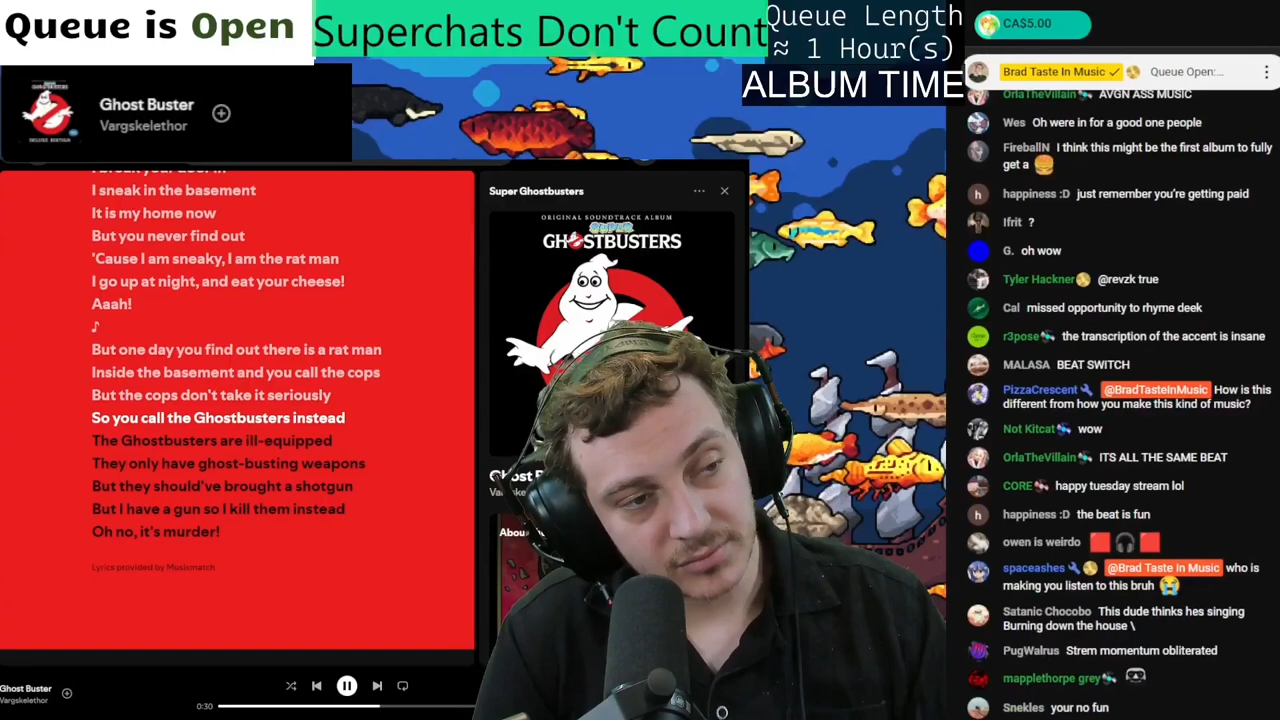 Queue is Open
Superchats Don't Count
Queue Length
≈ 1 Hour(s)
ALBUM TIME
CA$5.00
Ghost Buster
Vargskelethor
I sneak in the basement
It is my home now
But you never find out
'Cause I am sneaky, I am the rat man
I go up at night, and eat your cheese!
Aaah!
♪
But one day you find out there is a rat man
Inside the basement and you call the cops
But the cops don't take it seriously
So you call the Ghostbusters instead
The Ghostbusters are ill-equipped
They only have ghost-busting weapons
But they should've brought a shotgun
But I have a gun so I kill them instead
Oh no, it's murder!
Lyrics provided by Musixmatch
Super Ghostbusters
ORIGINAL SOUNDTRACK ALBUM
SUPER
GHOSTBUSTERS
Ghost B
Vargske
Abou
Ghost Buster
Vargskelethor
0:30
Brad Taste In Music Queue Open:...
OrlaTheVillain AVGN ASS MUSIC
Wes Oh were in for a good one people
FireballN I think this might be the first album to fully
get a
h happiness :D just remember you're getting paid
Ifrit ?
G. oh wow
Tyler Hackner @revzk true
Cal missed opportunity to rhyme deek
r3pose the transcription of the accent is insane
MALASA BEAT SWITCH
PizzaCrescent @BradTasteInMusic How is this
different from how you make this kind of music?
Not Kitcat wow
OrlaTheVillain ITS ALL THE SAME BEAT
CORE happy tuesday stream lol
h happiness :D the beat is fun
owen is weirdo
spaceashes @Brad Taste In Music who is
making you listen to this bruh
Satanic Chocobo This dude thinks hes singing
Burning down the house \
PugWalrus Strem momentum obliterated
mapplethorpe grey
Snekles your no fun